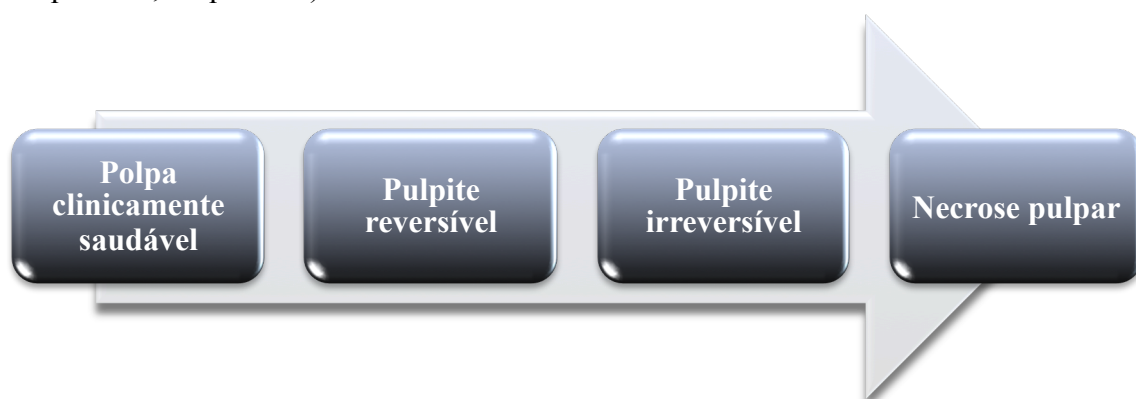 Polpa
clinicamente
saudável
Pulpite
reversível
Pulpite
irreversível
Necrose pulpar